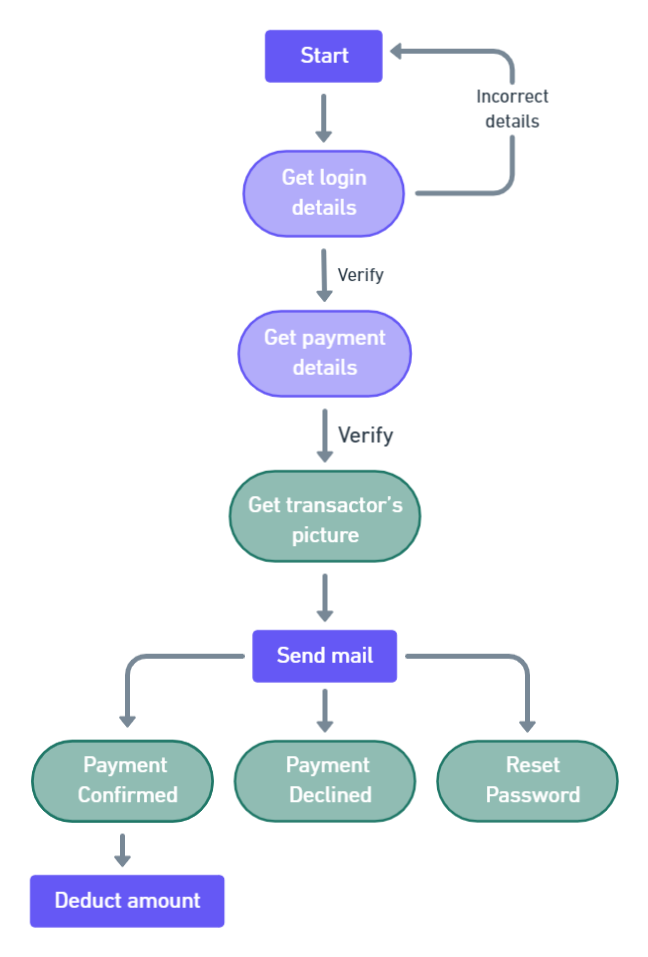 Start
Incorrect
details
Get login
details
Verify
Get payment
details
Verify
Get transactor's
picture
Send mail
Payment
Confirmed
Payment
Declined
Reset
Password
Deduct amount